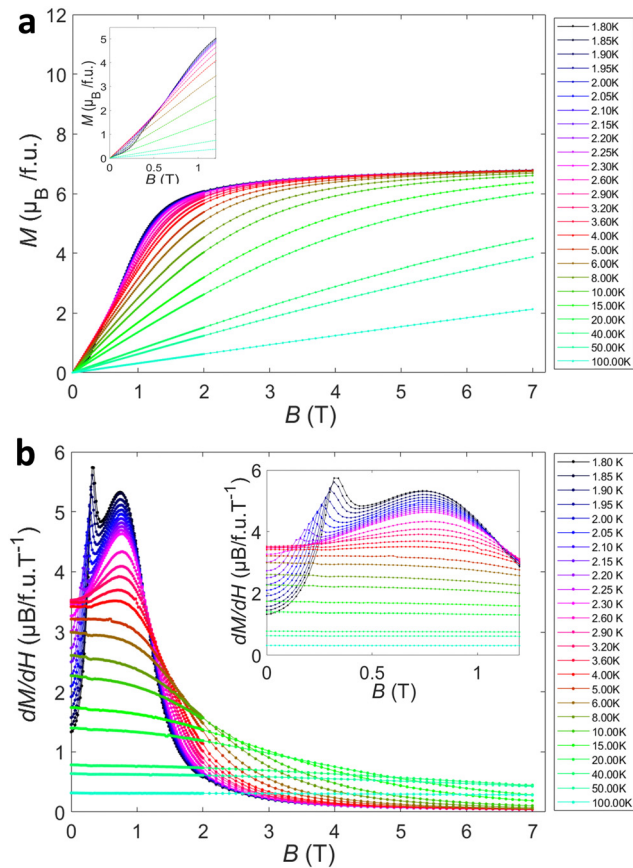 a
12
10
8
6
4
2
0
0 1 2 3 4 5 6 7
M (μB /f.u.)
B (T)
5
4
3
2
1
0
0 0.5 1
M (μB /f.u.)
B (T)
1.80K
1.85K
1.90K
1.95K
2.00K
2.05K
2.10K
2.15K
2.20K
2.25K
2.30K
2.60K
2.90K
3.20K
3.60K
4.00K
5.00K
6.00K
8.00K
10.00K
15.00K
20.00K
40.00K
50.00K
100.00K
b
6
5
4
3
2
1
0
0 1 2 3 4 5 6 7
dM/dH (μB/f.u.T⁻¹)
B (T)
6
4
2
0
0 0.5 1
dM/dH (μB/f.u.T⁻¹)
B (T)
1.80 K
1.85 K
1.90 K
1.95 K
2.00 K
2.05 K
2.10 K
2.15 K
2.20 K
2.25 K
2.30 K
2.60 K
2.90 K
3.20K
3.60 K
4.00 K
5.00 K
6.00 K
8.00 K
10.00 K
15.00 K
20.00 K
40.00 K
50.00 K
100.00K